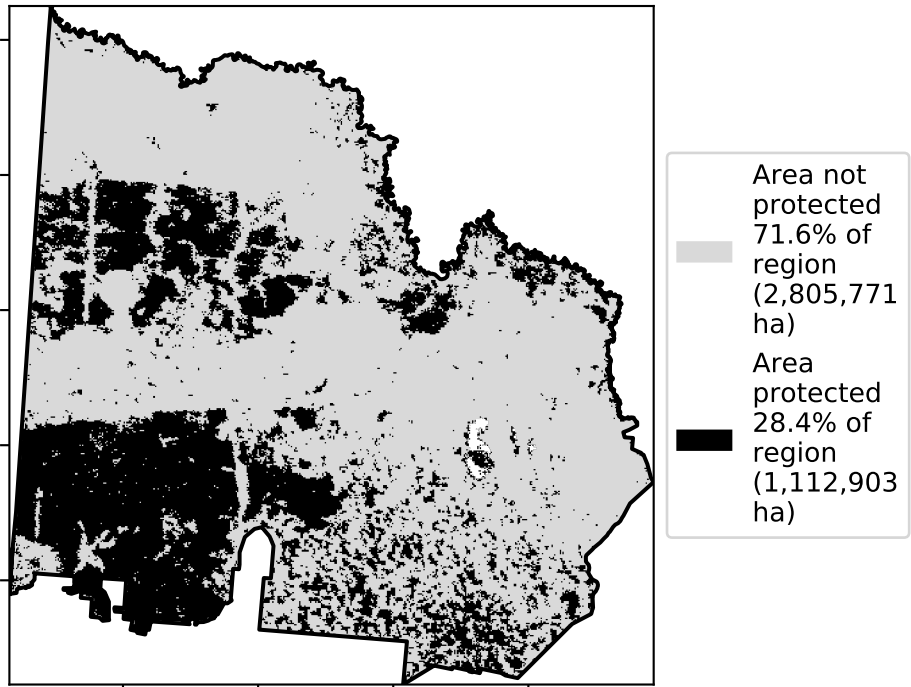 Area not
protected
71.6% of
region
(2,805,771
ha)
Area
protected
28.4% of
region
(1,112,903
ha)